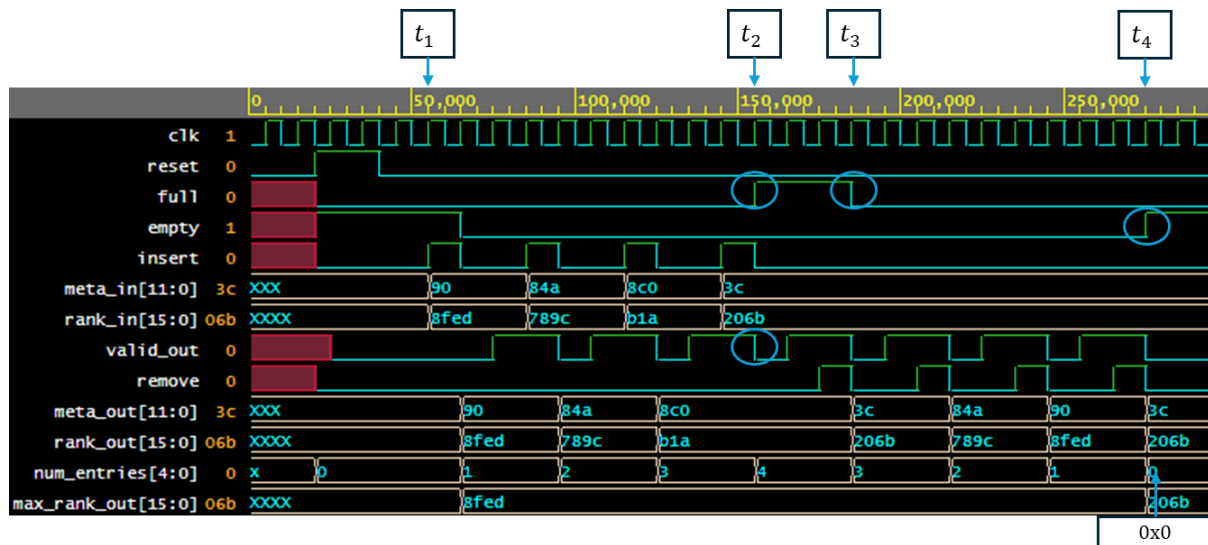 t1 t2 t3 t4
0 50,000 100,000 150,000 200,000 250,000
clk 1
reset 0
full 0
empty 1
insert 0
meta_in[11:0] 3c XXX 90 84a 8c0 3c
rank_in[15:0] 06b XXXX 8fed 789c b1a 206b
valid_out 0
remove 0
meta_out[11:0] 3c XXX 90 84a 8c0 3c 84a 90 3c
rank_out[15:0] 06b XXXX 8fed 789c b1a 206b 789c 8fed 206b
num_entries[4:0] 0 x 0 1 2 3 4 3 2 1 0
max_rank_out[15:0] 06b XXXX 8fed 206b
0x0